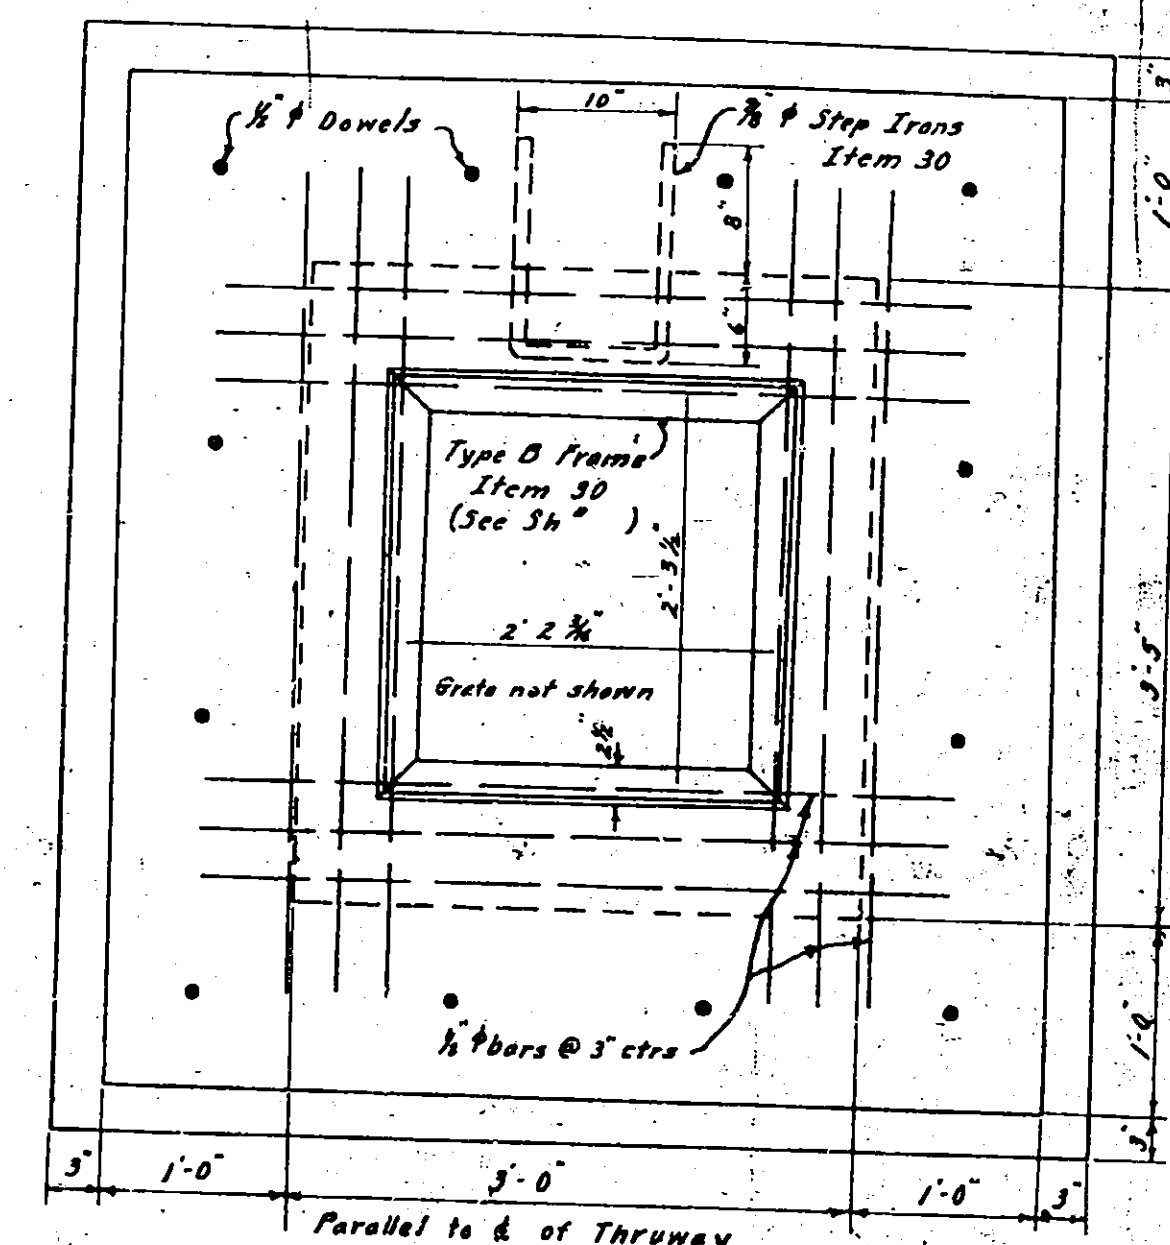 ½" ϕ Dowels
10"
⅞" ϕ Step Irons
Item 30
3"
1'-0"
8"
6"
Type B Frame
Item 30
(See Sh # )
2'-3½"
2' 2¾"
Grate not shown
2½"
3'-5"
½" ϕ bars @ 3" ctrs
1'-0"
3"
3"
1'-0"
3'-0"
1'-0"
3"
Parallel to ℄ of Thruway